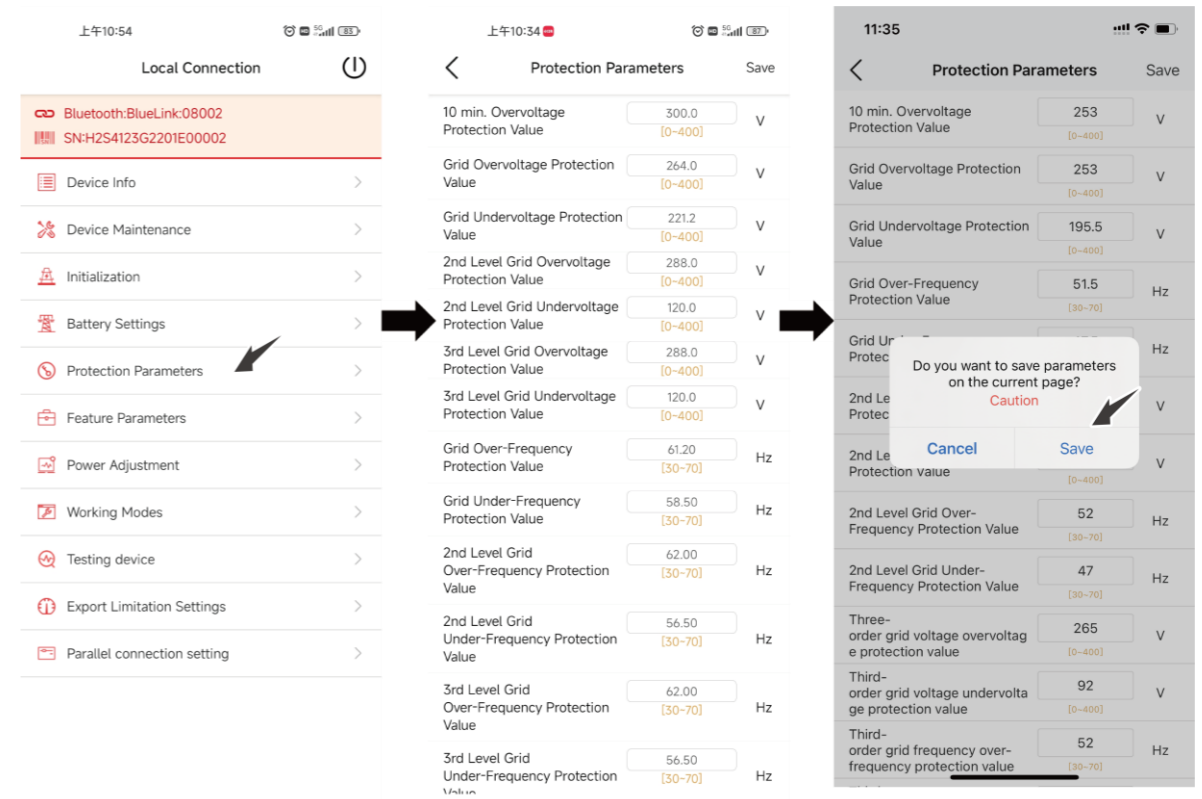 上午10:54
5G
83
Local Connection
Bluetooth:BlueLink:08002
SN:H2S4123G2201E00002
Device Info
Device Maintenance
Initialization
Battery Settings
Protection Parameters
Feature Parameters
Power Adjustment
Working Modes
Testing device
Export Limitation Settings
Parallel connection setting
上午10:34
5G
87
Protection Parameters
Save
10 min. Overvoltage
Protection Value
300.0
[0~400]
V
Grid Overvoltage Protection
Value
264.0
[0~400]
V
Grid Undervoltage Protection
Value
221.2
[0~400]
V
2nd Level Grid Overvoltage
Protection Value
288.0
[0~400]
V
2nd Level Grid Undervoltage
Protection Value
120.0
[0~400]
V
3rd Level Grid Overvoltage
Protection Value
288.0
[0~400]
V
3rd Level Grid Undervoltage
Protection Value
120.0
[0~400]
V
Grid Over-Frequency
Protection Value
61.20
[30~70]
Hz
Grid Under-Frequency
Protection Value
58.50
[30~70]
Hz
2nd Level Grid
Over-Frequency Protection
Value
62.00
[30~70]
Hz
2nd Level Grid
Under-Frequency Protection
Value
56.50
[30~70]
Hz
3rd Level Grid
Over-Frequency Protection
Value
62.00
[30~70]
Hz
3rd Level Grid
Under-Frequency Protection
Value
56.50
[30~70]
Hz
11:35
Protection Parameters
Save
10 min. Overvoltage
Protection Value
253
[0~400]
V
Grid Overvoltage Protection
Value
253
[0~400]
V
Grid Undervoltage Protection
Value
195.5
[0~400]
V
Grid Over-Frequency
Protection Value
51.5
[30~70]
Hz
Grid
Hz
Do you want to save parameters
on the current page?
Caution
Cancel
Save
2nd
V
2nd
Protection Value
[0~400]
V
2nd Level Grid Over-
Frequency Protection Value
52
[30~70]
Hz
2nd Level Grid Under-
Frequency Protection Value
47
[30~70]
Hz
Three-
order grid voltage overvoltag
e protection value
265
[0~400]
V
Third-
order grid voltage undervolta
ge protection value
92
[0~400]
V
Third-
order grid frequency over-
frequency protection value
52
[30~70]
Hz